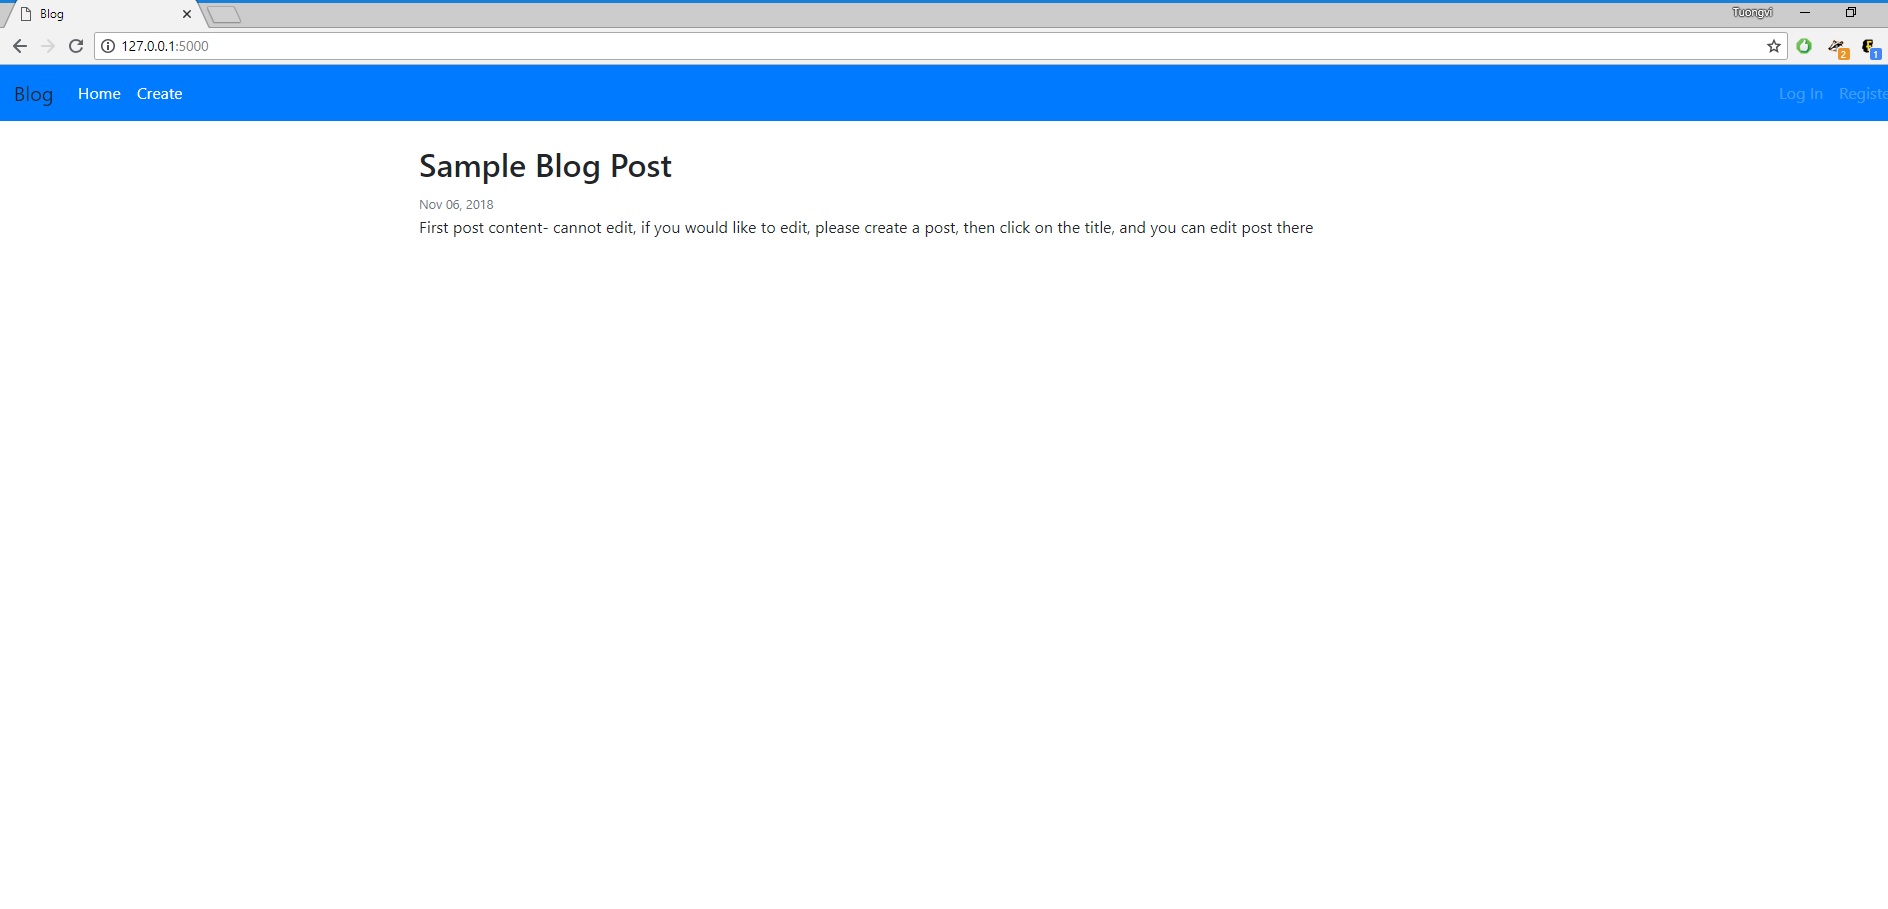 Blog
Tuongvi
127.0.0.1:5000
2
1
Blog Home Create Log In Registe
Sample Blog Post
Nov 06, 2018
First post content- cannot edit, if you would like to edit, please create a post, then click on the title, and you can edit post there